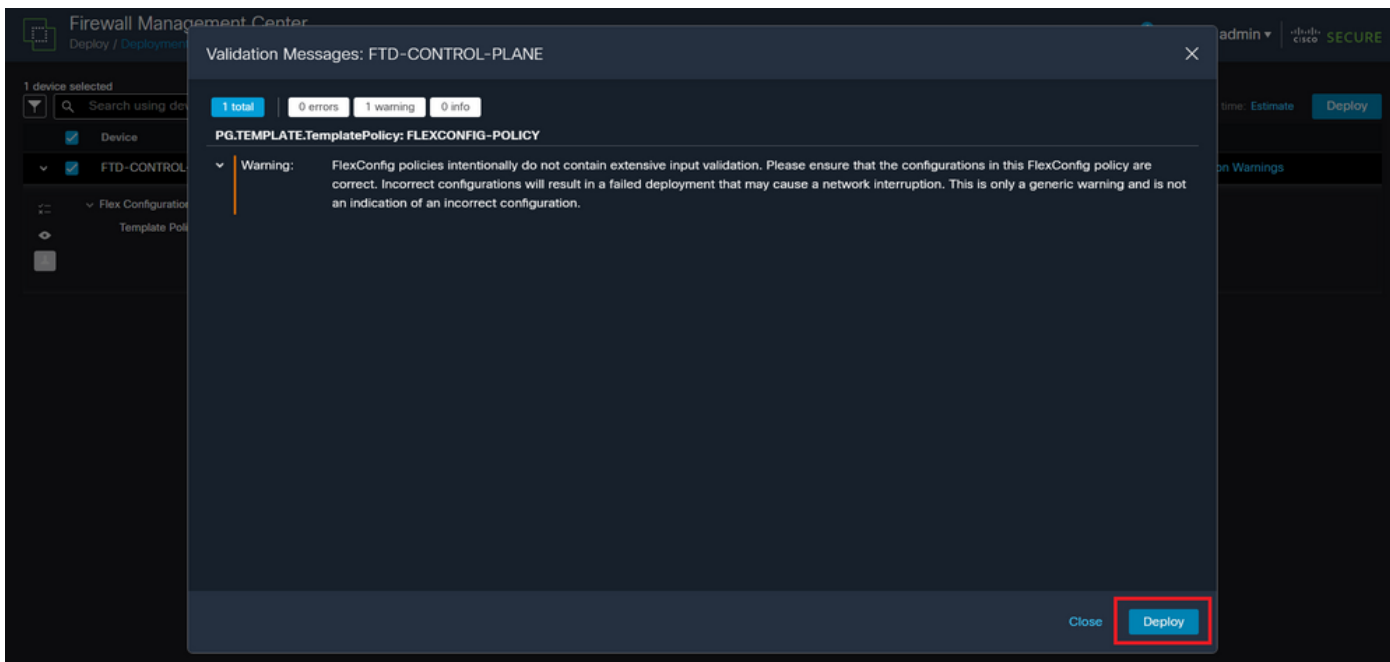 Firewall Management Center
Deploy / Deployment
admin
cisco SECURE
Validation Messages: FTD-CONTROL-PLANE
1 device selected
Search using dev
1 total
0 errors
1 warning
0 info
time: Estimate
Deploy
Device
PG.TEMPLATE.TemplatePolicy: FLEXCONFIG-POLICY
FTD-CONTROL-
Warning:
FlexConfig policies intentionally do not contain extensive input validation. Please ensure that the configurations in this FlexConfig policy are
correct. Incorrect configurations will result in a failed deployment that may cause a network interruption. This is only a generic warning and is not
an indication of an incorrect configuration.
on Warnings
Flex Configuration
Template Poli
Close
Deploy